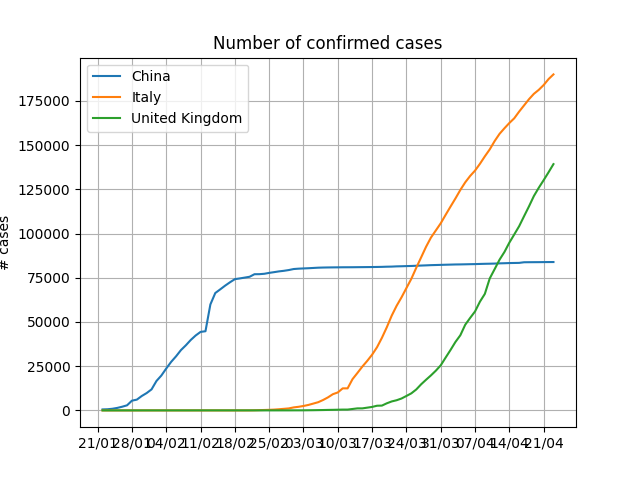 Number of confirmed cases
China
Italy
United Kingdom
175000
150000
125000
100000
75000
50000
25000
0
# cases
21/01 28/01 04/02 11/02 18/02 25/02 03/03 10/03 17/03 24/03 31/03 07/04 14/04 21/04